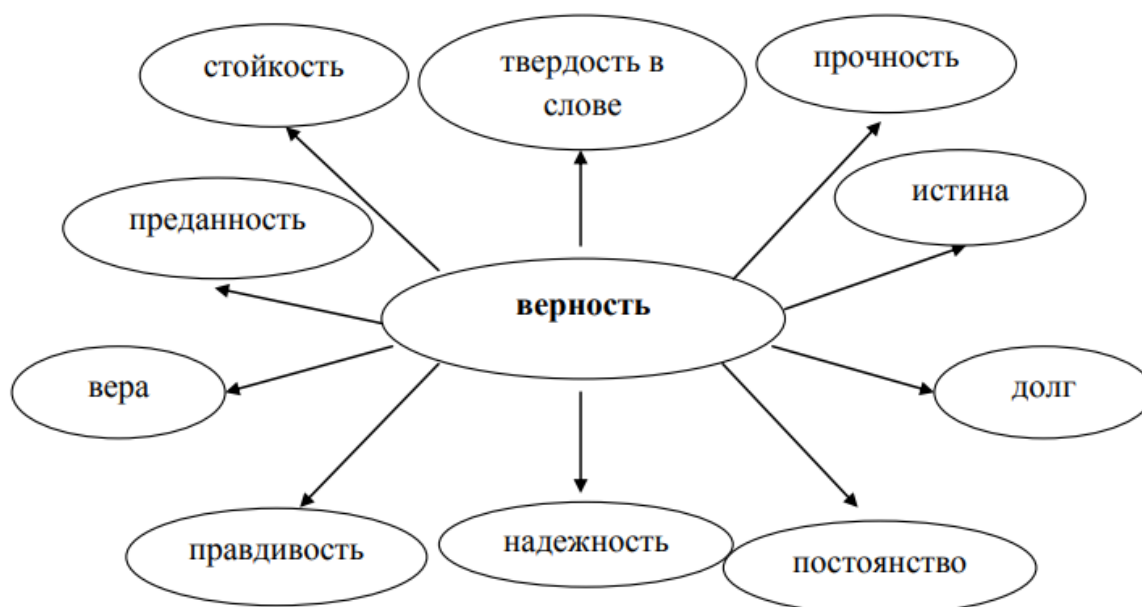 стойкость
твердость в
слове
прочность
преданность
истина
верность
вера
долг
правдивость
надежность
постоянство